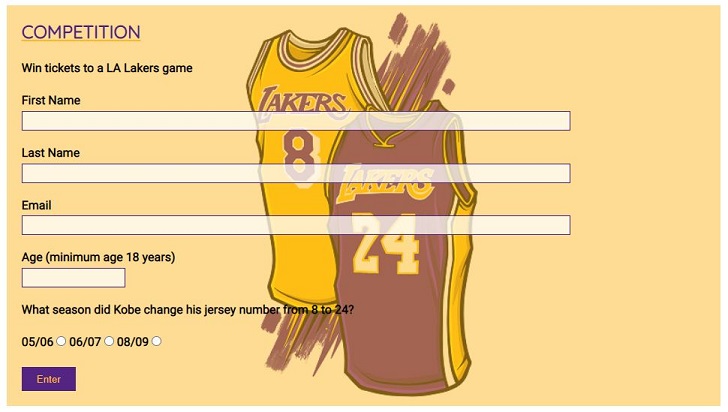 COMPETITION
Win tickets to a LA Lakers game
First Name
LAKERS
8
Last Name
LAKERS
Email
24
Age (minimum age 18 years)
What season did Kobe change his jersey number from 8 to 24?
05/06 06/07 08/09
Enter